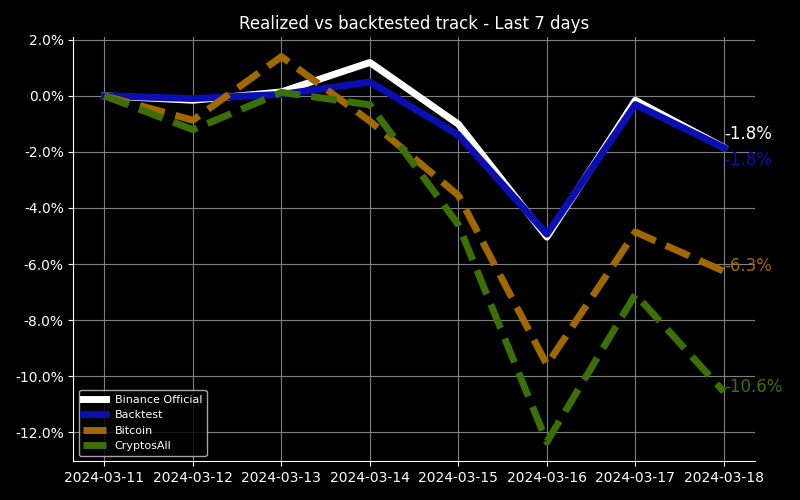 Realized vs backtested track - Last 7 days
2.0%
0.0%
-2.0%
-4.0%
-6.0%
-8.0%
-10.0%
-12.0%
-1.8%
-1.8%
-6.3%
-10.6%
Binance Official
Backtest
Bitcoin
CryptosAll
2024-03-11 2024-03-12 2024-03-13 2024-03-14 2024-03-15 2024-03-16 2024-03-17 2024-03-18